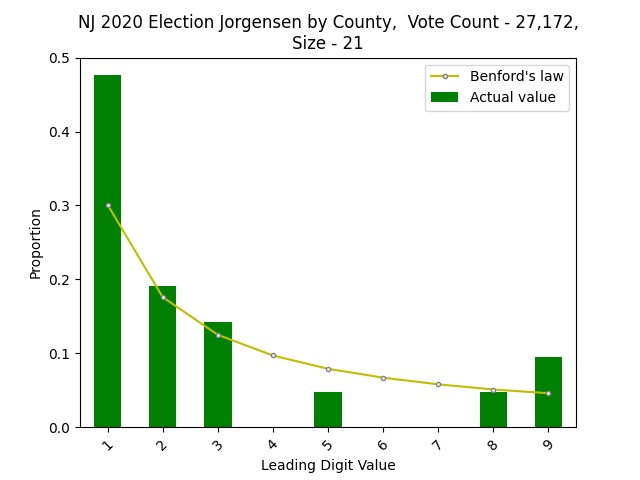 NJ 2020 Election Jorgensen by County,  Vote Count - 27,172,
Size - 21
Benford's law
Actual value
0.5
0.4
0.3
0.2
0.1
0.0
Proportion
1 2 3 4 5 6 7 8 9
Leading Digit Value